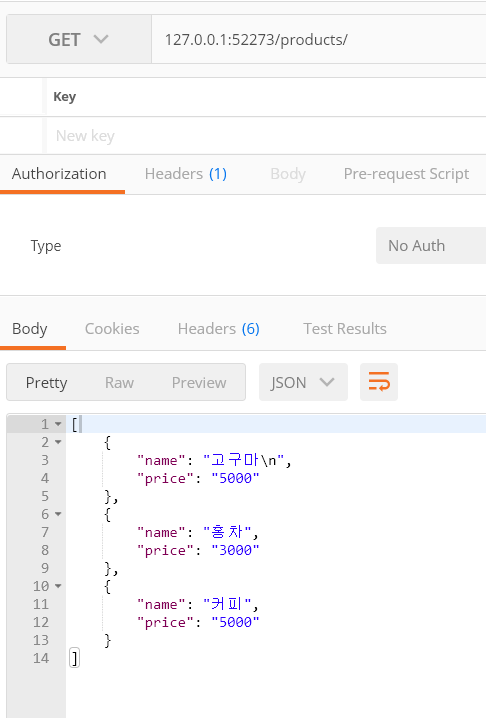 GET 127.0.0.1:52273/products/
Key
New key
Authorization Headers (1) Body Pre-request Script
Type No Auth
Body Cookies Headers (6) Test Results
Pretty Raw Preview JSON
1 [
2 {
3 "name": "고구마\n",
4 "price": "5000"
5 },
6 {
7 "name": "홍차",
8 "price": "3000"
9 },
10 {
11 "name": "커피",
12 "price": "5000"
13 }
14 ]